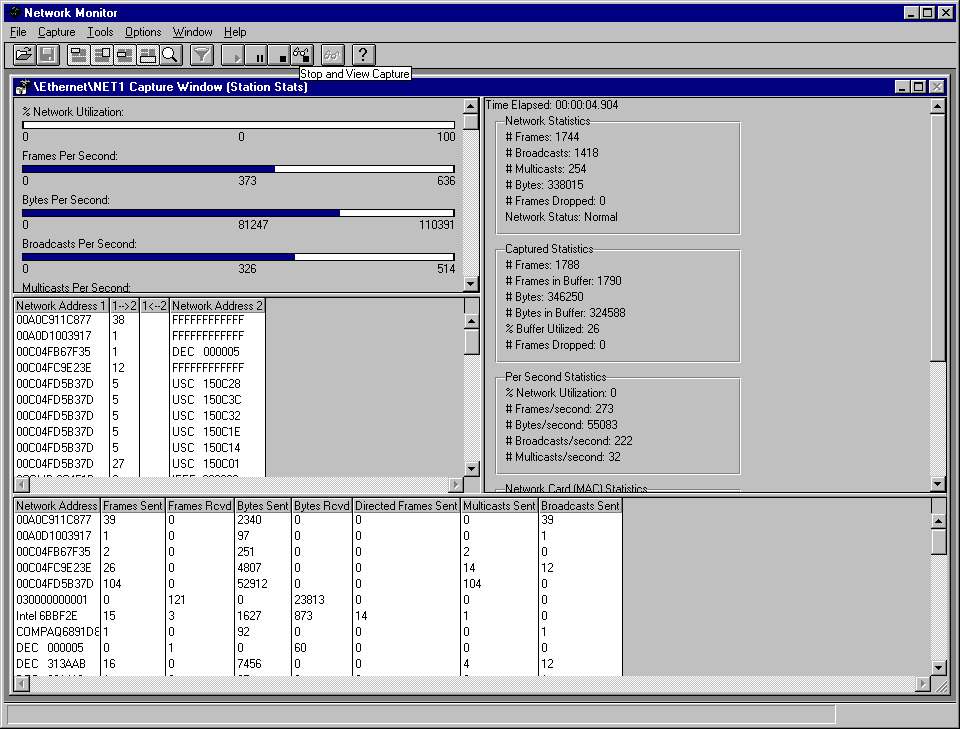 Network Monitor
File Capture Tools Options Window Help
Stop and View Capture
\Ethernet\NET1 Capture Window (Station Stats)
% Network Utilization:
0 0 100
Frames Per Second:
0 373 636
Bytes Per Second:
0 81247 110391
Broadcasts Per Second:
0 326 514
Multicasts Per Second:
Time Elapsed: 00:00:04.904
Network Statistics
# Frames: 1744
# Broadcasts: 1418
# Multicasts: 254
# Bytes: 338015
# Frames Dropped: 0
Network Status: Normal
Captured Statistics
# Frames: 1788
# Frames in Buffer: 1790
# Bytes: 346250
# Bytes in Buffer: 324588
% Buffer Utilized: 26
# Frames Dropped: 0
Per Second Statistics
% Network Utilization: 0
# Frames/second: 273
# Bytes/second: 55083
# Broadcasts/second: 222
# Multicasts/second: 32
Network Card (MAC) Statistics
Network Address 1 1-->2 1<--2 Network Address 2
00A0C911C877 38 FFFFFFFFFFFF
00A0D1003917 1 FFFFFFFFFFFF
00C04FB67F35 1 DEC 000005
00C04FC9E23E 12 FFFFFFFFFFFF
00C04FD5B37D 5 USC 150C28
00C04FD5B37D 5 USC 150C3C
00C04FD5B37D 5 USC 150C32
00C04FD5B37D 5 USC 150C1E
00C04FD5B37D 5 USC 150C14
00C04FD5B37D 27 USC 150C01
Network Address Frames Sent Frames Rcvd Bytes Sent Bytes Rcvd Directed Frames Sent Multicasts Sent Broadcasts Sent
00A0C911C877 39 0 2340 0 0 0 39
00A0D1003917 1 0 97 0 0 0 1
00C04FB67F35 2 0 251 0 0 2 0
00C04FC9E23E 26 0 4807 0 0 14 12
00C04FD5B37D 104 0 52912 0 0 104 0
030000000001 0 121 0 23813 0 0 0
Intel 6BBF2E 15 3 1627 873 14 1 0
COMPAQ6891D8 1 0 92 0 0 0 1
DEC 000005 0 1 0 60 0 0 0
DEC 313AAB 16 0 7456 0 0 4 12